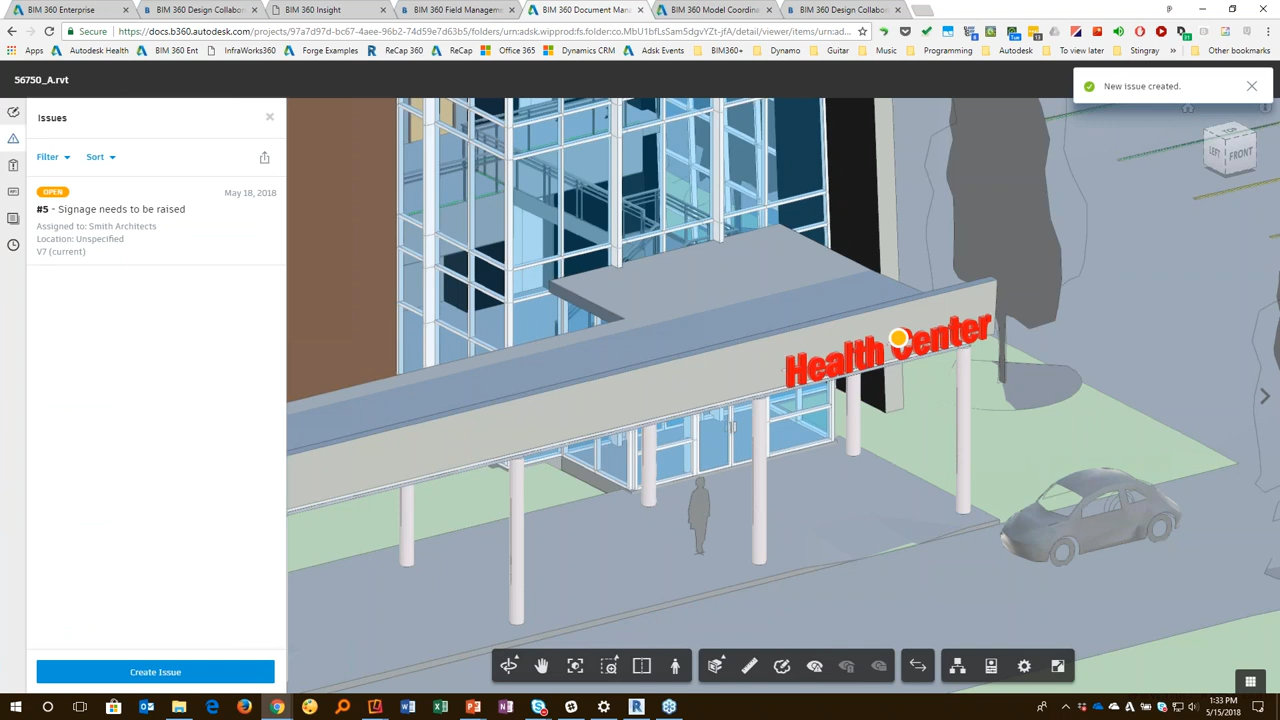 BIM 360 Enterprise
BIM 360 Design Collabor
BIM 360 Insight
BIM 360 Field Manageme
BIM 360 Document Man
BIM 360 Model Coordina
BIM 360 Design Collabor
Secure
https://docs.b360.autodesk.com/projects/97a7d97d-bc67-4aee-96b2-74d59e7d63b5/folders/urn:adsk.wipprod:fs.folder:co.MbU1bfLsSam5dgvYZt-jfA/detail/viewer/items/urn:ad...
Apps
Autodesk Health
BIM 360 Ent
InfraWorks360
Forge Examples
ReCap 360
ReCap
Office 365
Dynamics CRM
Adsk Events
BIM360+
Dynamo
Guitar
Music
Programming
Autodesk
To view later
Stingray
»
Other bookmarks
56750_A.rvt
New issue created.
Issues
Filter
Sort
OPEN
May 18, 2018
#5 - Signage needs to be raised
Assigned to: Smith Architects
Location: Unspecified
V7 (current)
TOP
LEFT
FRONT
Health Center
Create Issue
1:33 PM
5/15/2018